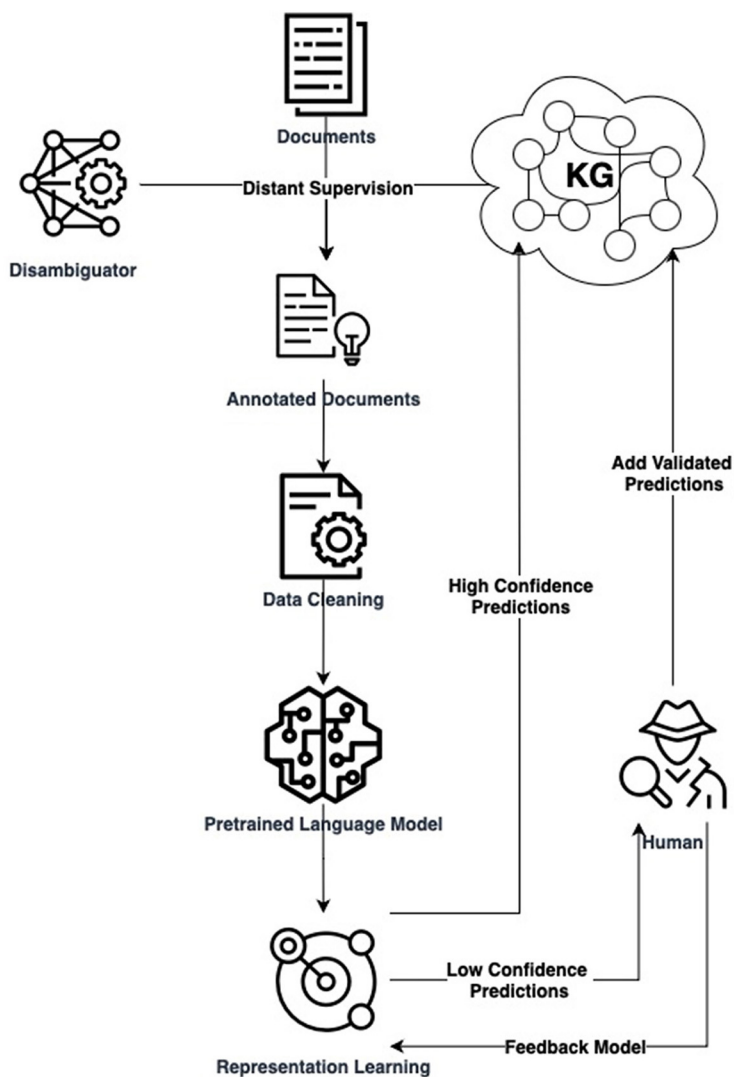 Documents
KG
Distant Supervision
Disambiguator
Annotated Documents
Add Validated
Predictions
High Confidence
Predictions
Data Cleaning
Pretrained Language Model
Human
Low Confidence
Predictions
Feedback Model
Representation Learning